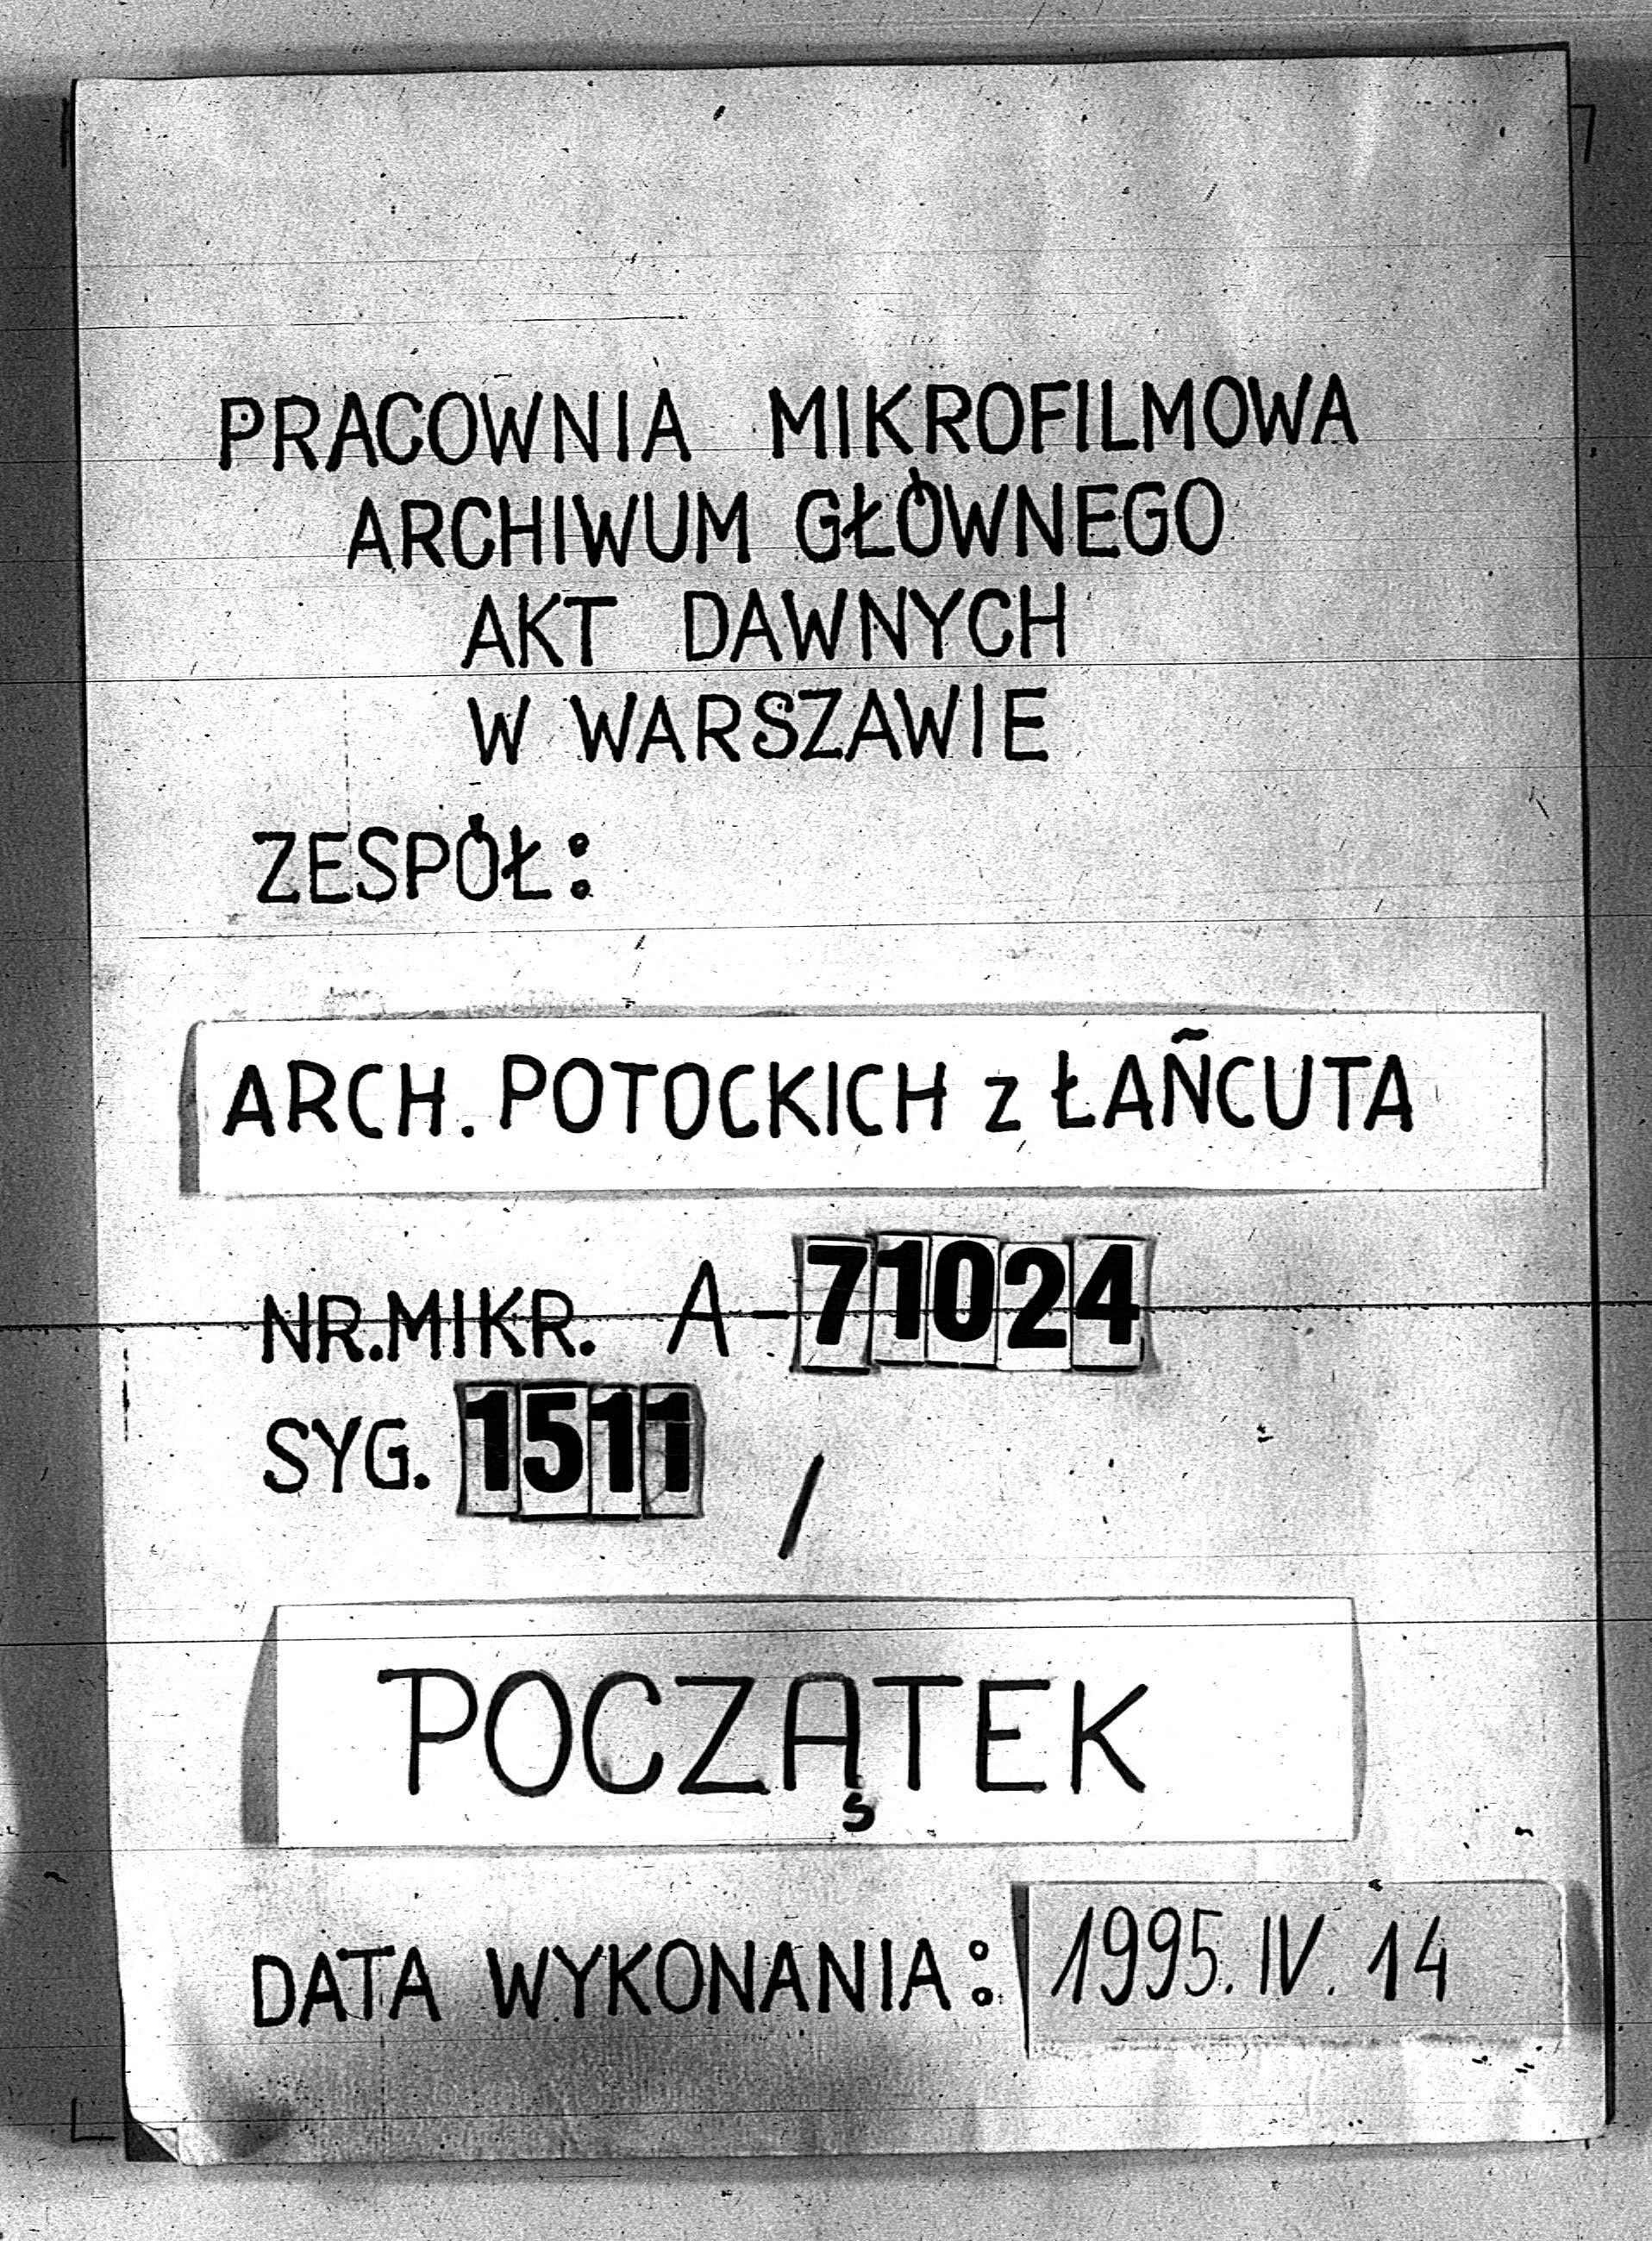 PRACOWNIA MIKROFILMOWA
ARCHIWUM GŁÓWNEGO
AKT DAWNYCH
W WARSZAWIE
ZESPÓŁ:
ARCH. POTOCKICH z ŁAŃCUTA
NR.MIKR. A-71024
SYG. 1511 /
POCZĄTEK
DATA WYKONANIA: 1995.IV.14